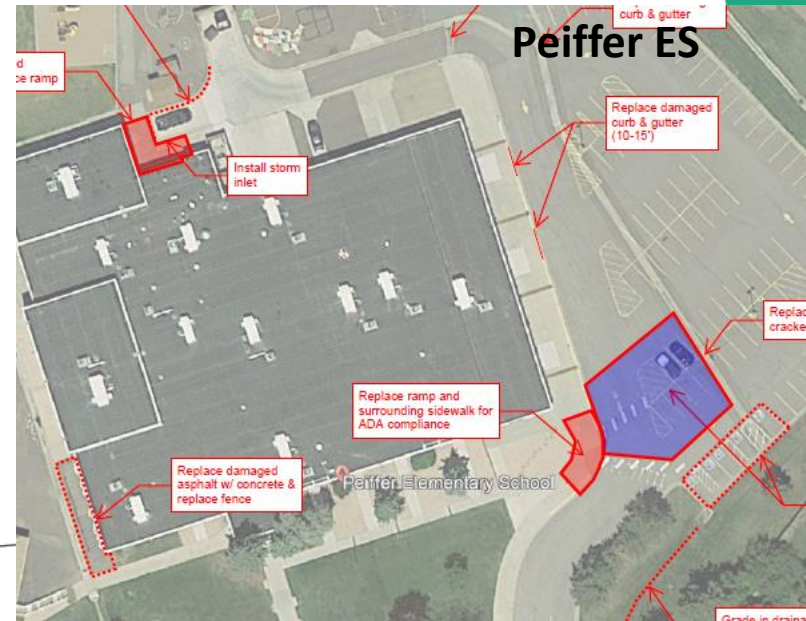 curb & gutter
Peiffer ES
ce ramp
Replace damaged
curb & gutter
(10-15')
Install storm
inlet
Replac
cracke
Replace ramp and
surrounding sidewalk for
ADA compliance
Replace damaged
asphalt w/ concrete &
replace fence
Peiffer Elementary School
Grade in draina